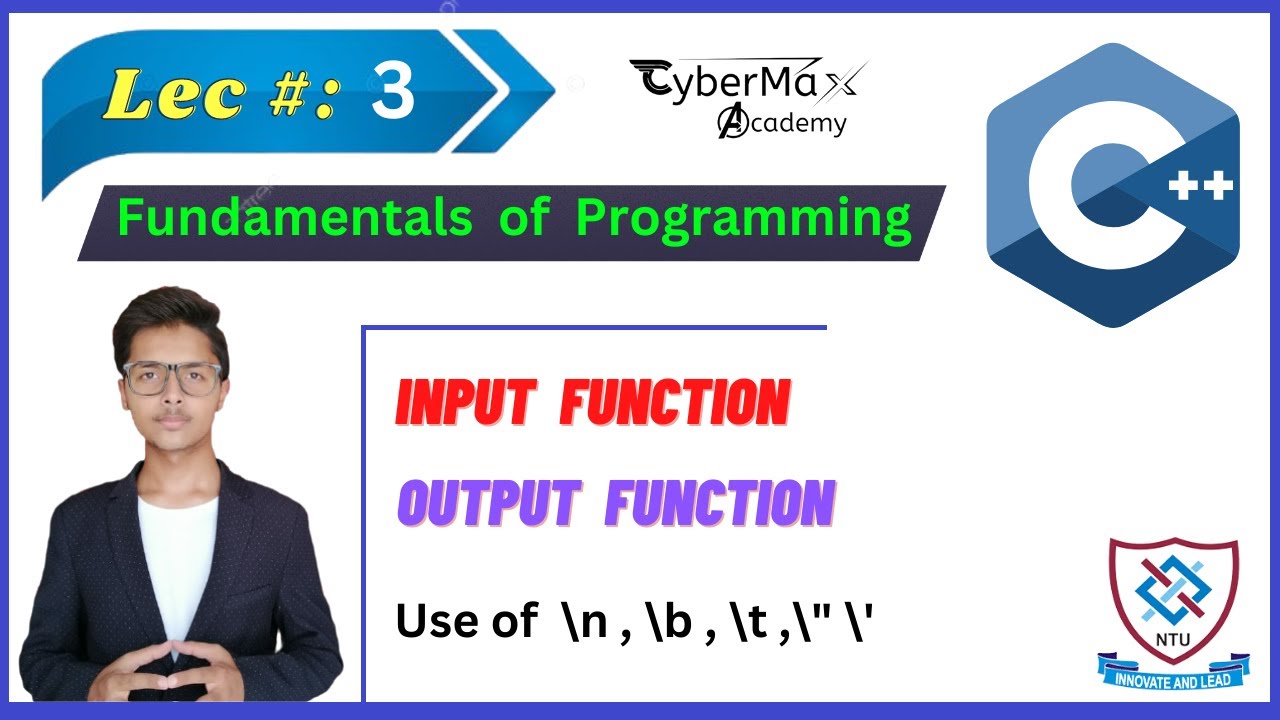 Lec #: 3
CyberMax
Academy
C++
Fundamentals of Programming
INPUT FUNCTION
OUTPUT FUNCTION
Use of \n , \b , \t ,\" \'
NTU
INNOVATE AND LEAD